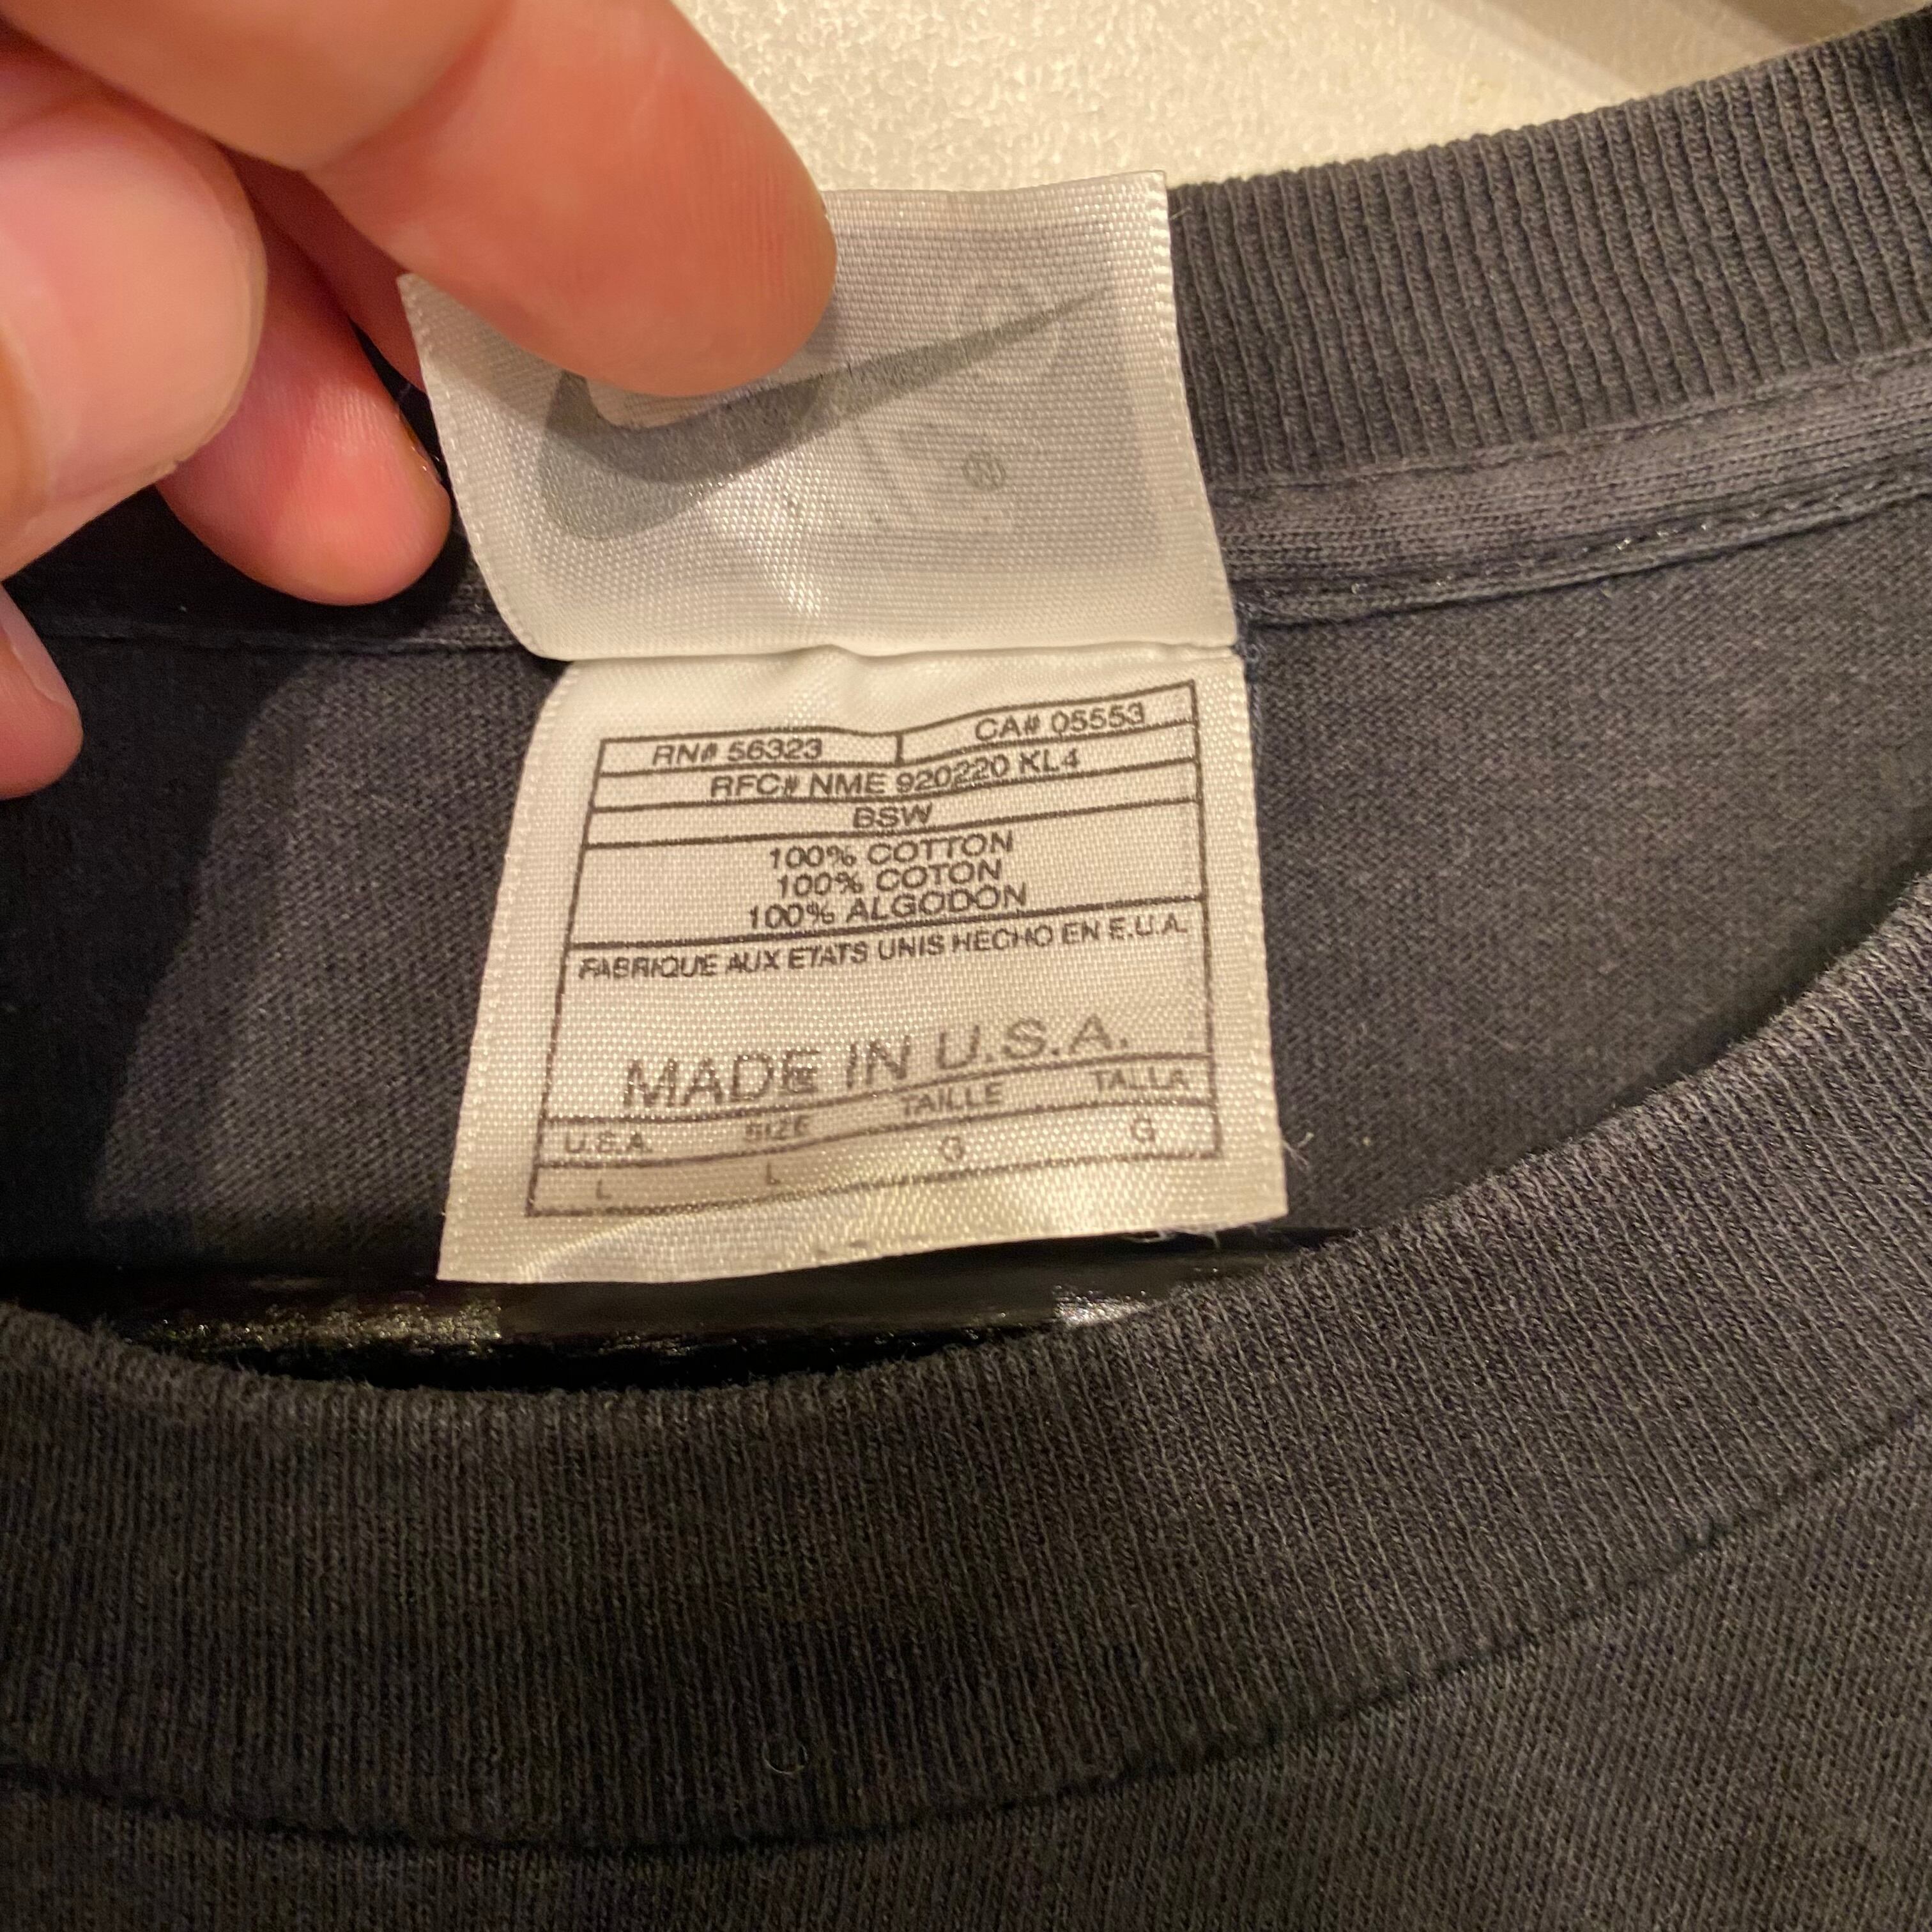 ®
RN# 56323 CA# 05553
RFC# NME 920220 KL4
BSW
100% COTTON
100% COTON
100% ALGODON
FABRIQUE AUX ETATS UNIS HECHO EN E.U.A.
MADE IN U.S.A.
U.S.A. SIZE TAILLE TALLA
L L G G